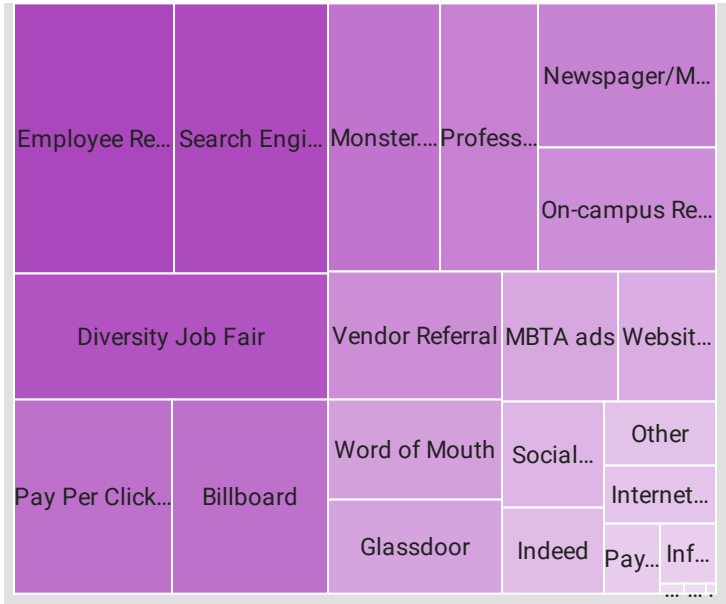 Employee Re...
Search Engi...
Monster....
Profess...
Newspager/M...
On-campus Re...
Diversity Job Fair
Vendor Referral
MBTA ads
Websit...
Pay Per Click...
Billboard
Word of Mouth
Social...
Other
Internet...
Glassdoor
Indeed
Pay...
Inf...
...
...
.